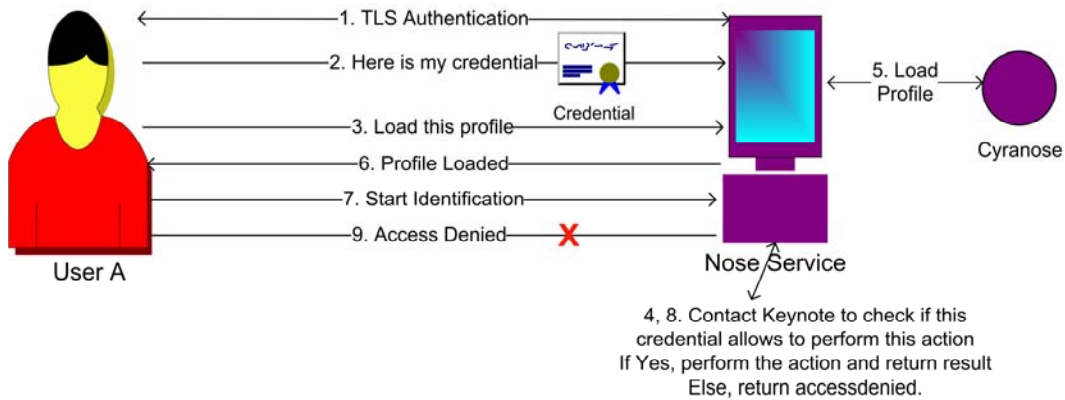 1. TLS Authentication
2. Here is my credential
Credential
3. Load this profile
5. Load
Profile
Cyranose
6. Profile Loaded
7. Start Identification
9. Access Denied
X
User A
Nose Service
4, 8. Contact Keynote to check if this
credential allows to perform this action
If Yes, perform the action and return result
Else, return accessdenied.